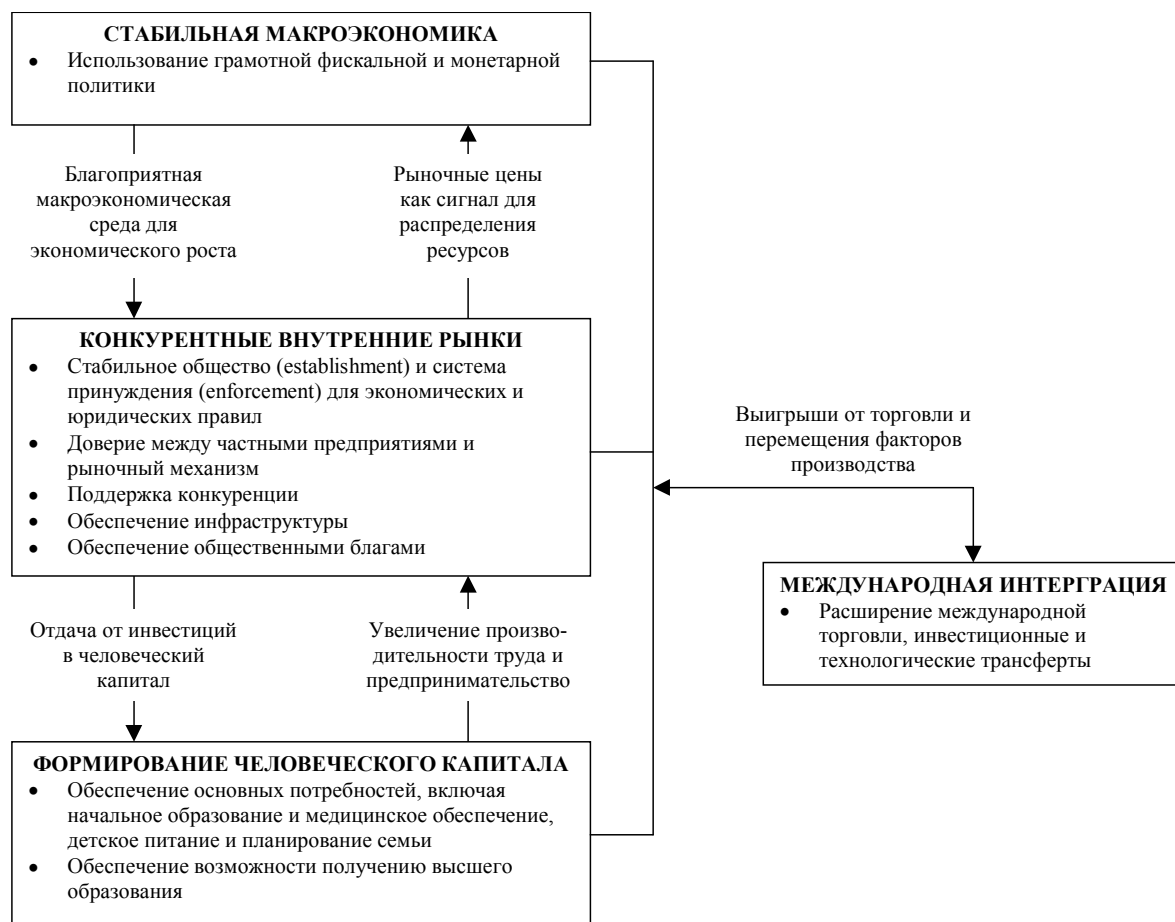 СТАБИЛЬНАЯ МАКРОЭКОНОМИКА
• Использование грамотной фискальной и монетарной
политики
Благоприятная
макроэкономическая
среда для
экономического роста
Рыночные цены
как сигнал для
распределения
ресурсов
КОНКУРЕНТНЫЕ ВНУТРЕННИЕ РЫНКИ
• Стабильное общество (establishment) и система
принуждения (enforcement) для экономических и
юридических правил
• Доверие между частными предприятиями и
рыночный механизм
• Поддержка конкуренции
• Обеспечение инфраструктуры
• Обеспечение общественными благами
Выигрыши от торговли и
перемещения факторов
производства
МЕЖДУНАРОДНАЯ ИНТЕРГРАЦИЯ
• Расширение международной
торговли, инвестиционные и
технологические трансферты
Отдача от инвестиций
в человеческий
капитал
Увеличение произво-
дительности труда и
предпринимательство
ФОРМИРОВАНИЕ ЧЕЛОВЕЧЕСКОГО КАПИТАЛА
• Обеспечение основных потребностей, включая
начальное образование и медицинское обеспечение,
детское питание и планирование семьи
• Обеспечение возможности получению высшего
образования